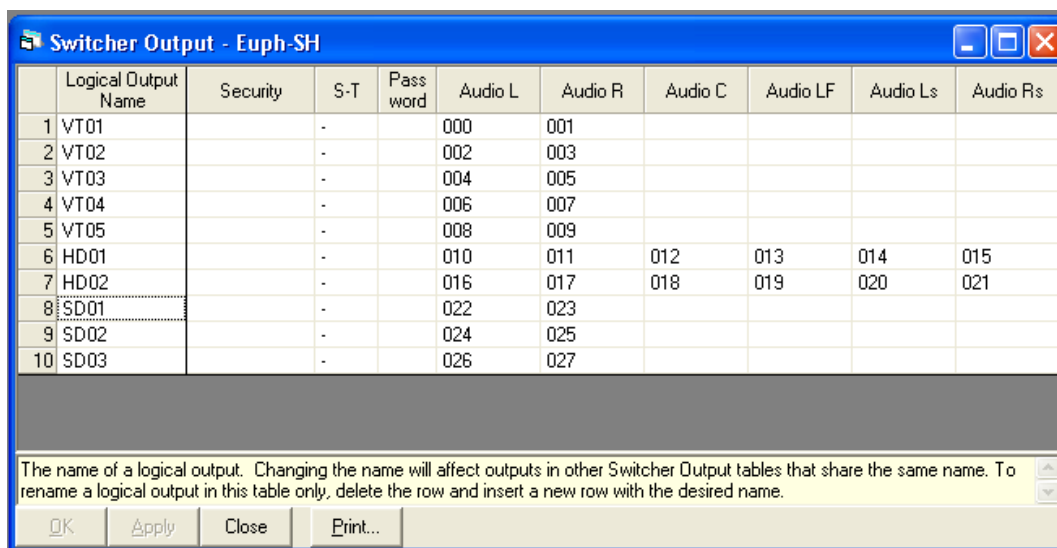 Switcher Output - Euph-SH
Logical Output Name Security S-T Pass word Audio L Audio R Audio C Audio LF Audio Ls Audio Rs
1 VT01 - 000 001
2 VT02 - 002 003
3 VT03 - 004 005
4 VT04 - 006 007
5 VT05 - 008 009
6 HD01 - 010 011 012 013 014 015
7 HD02 - 016 017 018 019 020 021
8 SD01 - 022 023
9 SD02 - 024 025
10 SD03 - 026 027
The name of a logical output. Changing the name will affect outputs in other Switcher Output tables that share the same name. To
rename a logical output in this table only, delete the row and insert a new row with the desired name.
OK Apply Close Print...